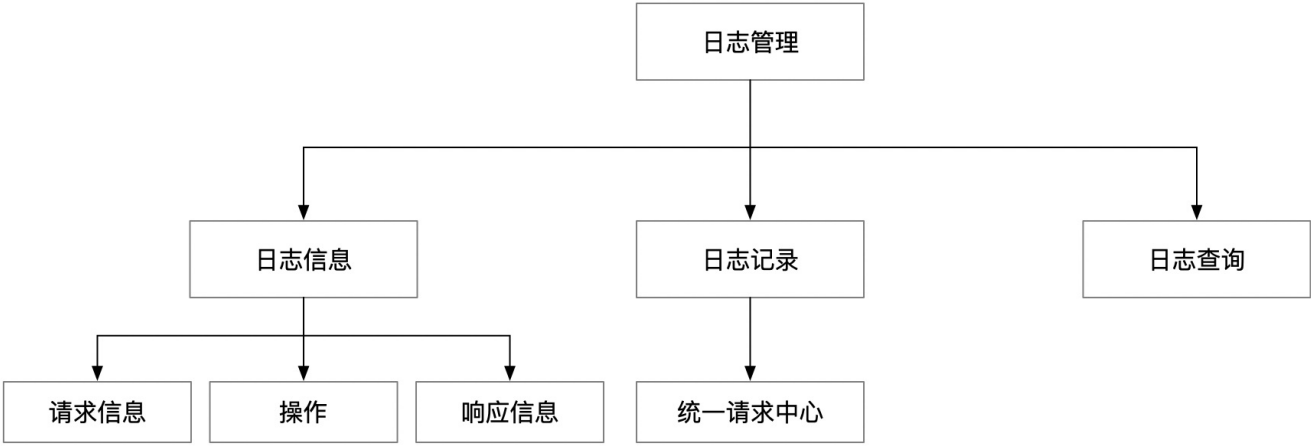 日志管理
日志信息
日志记录
日志查询
请求信息
操作
响应信息
统一请求中心